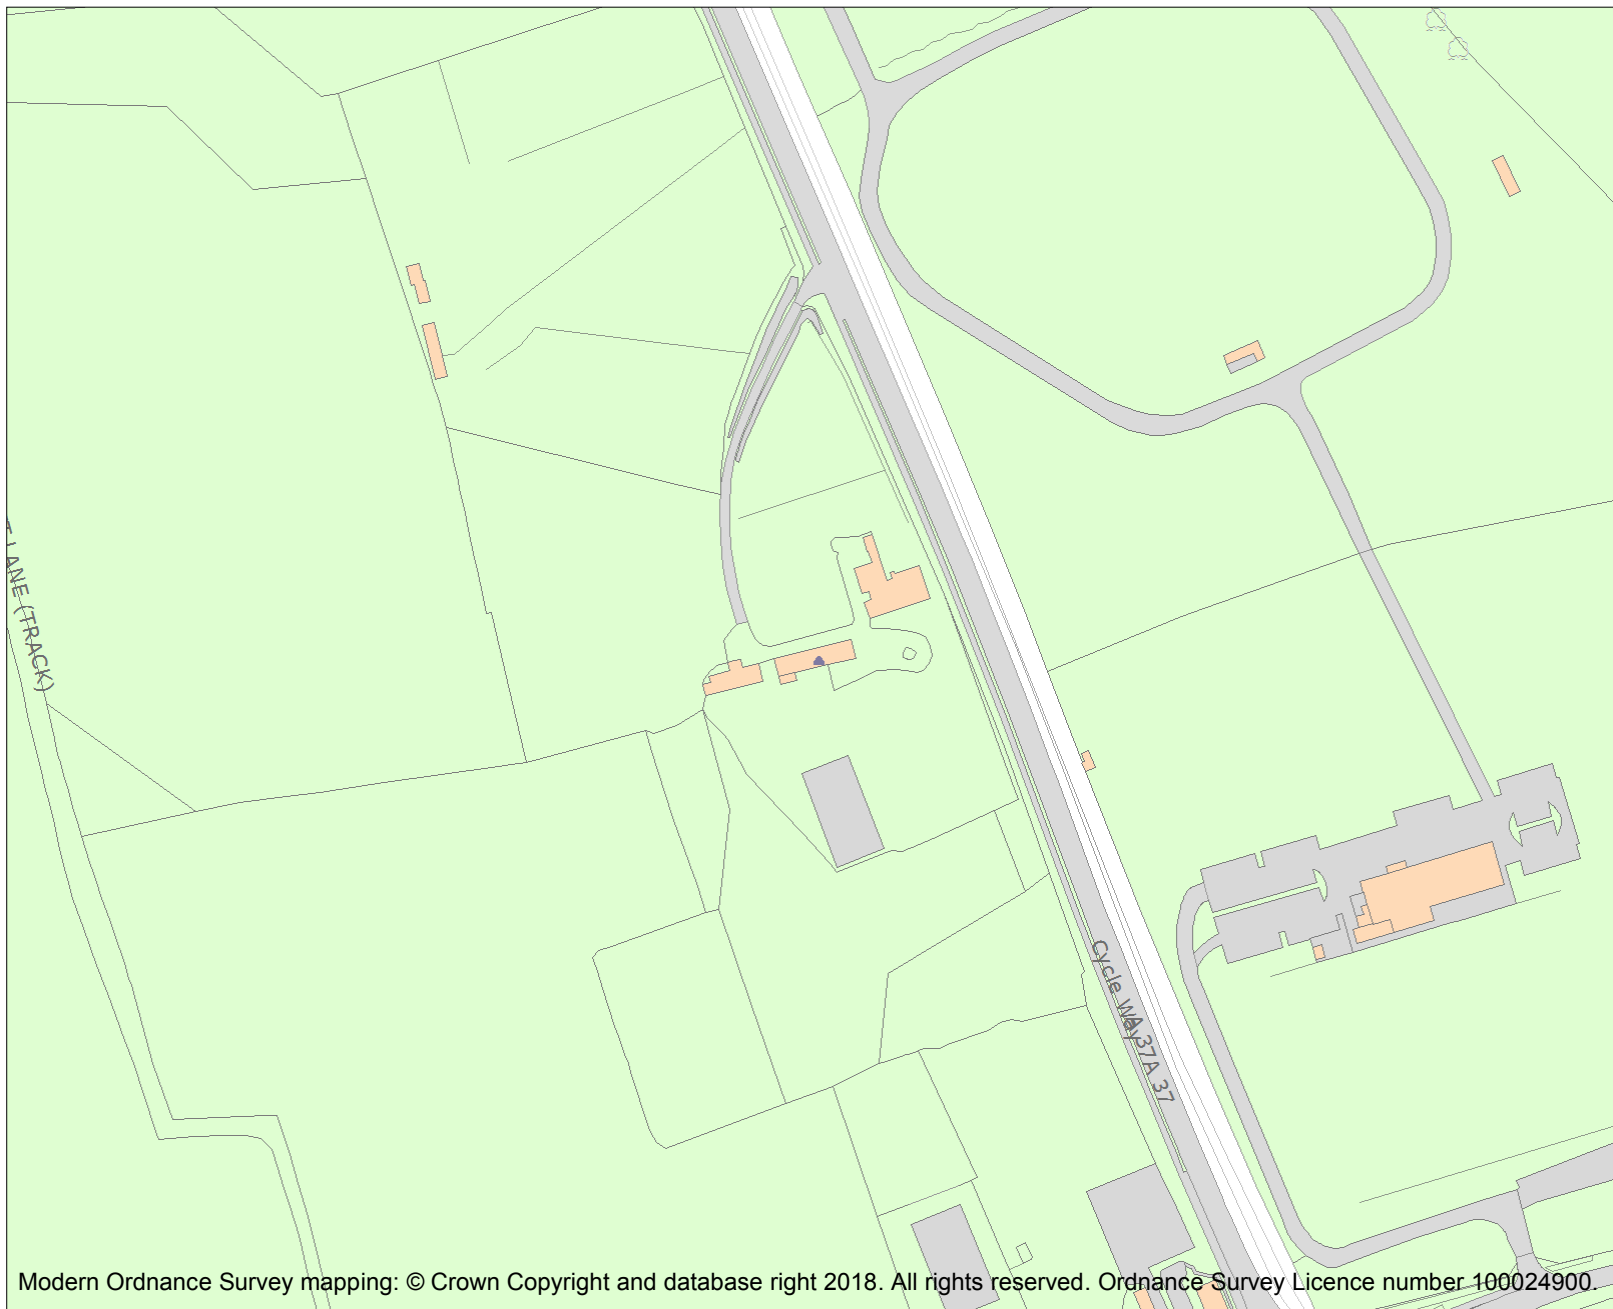 LANE (TRACK)
Cycle Way
A 37
A 37
Modern Ordnance Survey mapping: © Crown Copyright and database right 2018. All rights reserved. Ordnance Survey Licence number 100024900.